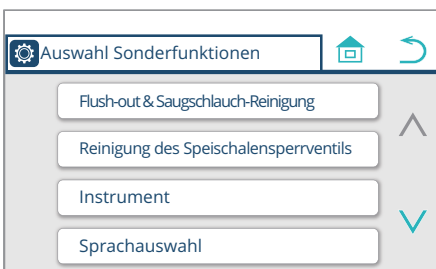 Auswahl Sonderfunktionen
Flush-out & Saugschlauch-Reinigung
Reinigung des Speischalensperrventils
Instrument
Sprachauswahl